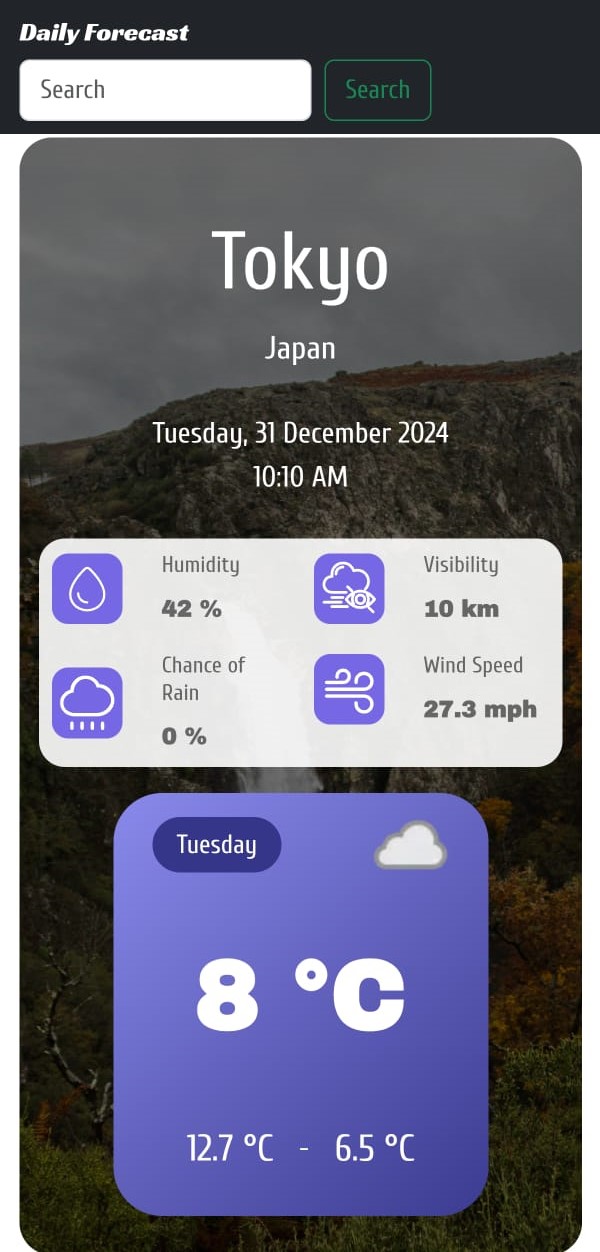 Daily Forecast
Search Search
Tokyo
Japan
Tuesday, 31 December 2024
10:10 AM
Humidity
42 %
Visibility
10 km
Chance of
Rain
0 %
Wind Speed
27.3 mph
Tuesday
8 °C
12.7 °C - 6.5 °C